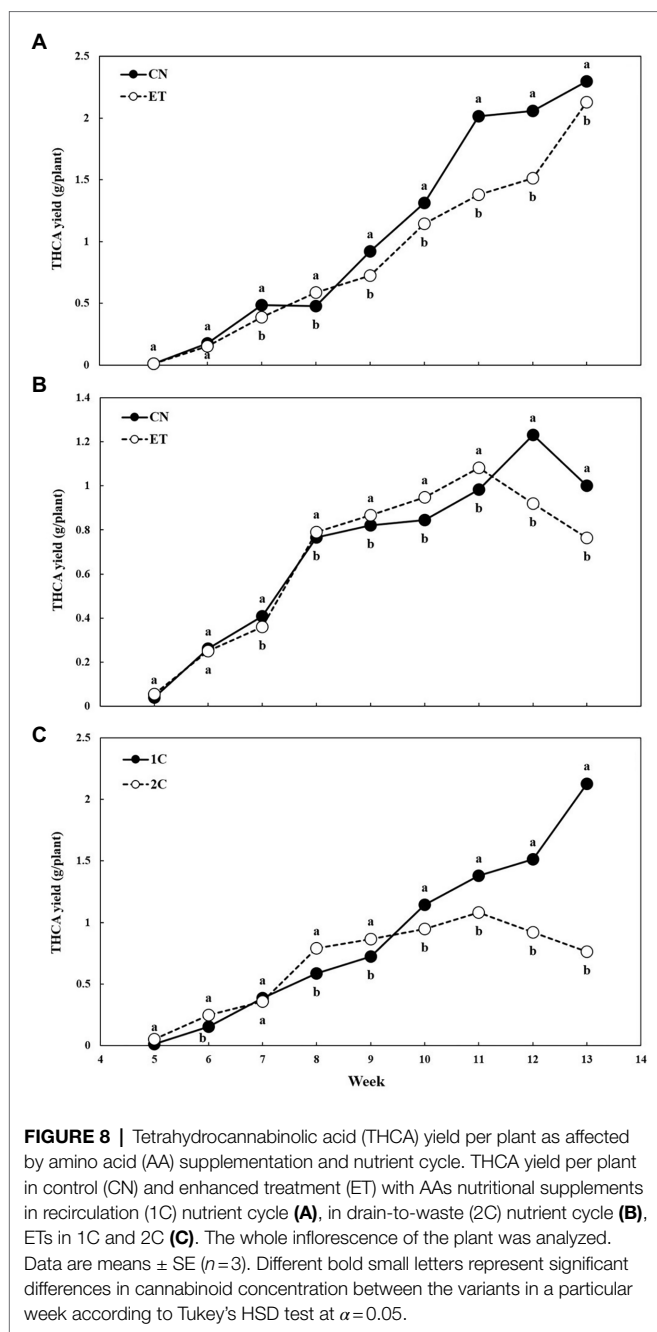 A
THCA yield (g/plant)
2.5
2
1.5
1
0.5
0
CN
ET
a a a a a a a a a
a b b b b b b b
B
THCA yield (g/plant)
1.4
1.2
1
0.8
0.6
0.4
0.2
0
CN
ET
a a a a a a a a a
a b b b b b b b
C
THCA yield (g/plant)
2.5
2
1.5
1
0.5
0
1C
2C
a a a a a a a a a
b a b b b b b b
4 5 6 7 8 9 10 11 12 13 14
Week
FIGURE 8 | Tetrahydrocannabinolic acid (THCA) yield per plant as affected
by amino acid (AA) supplementation and nutrient cycle. THCA yield per plant
in control (CN) and enhanced treatment (ET) with AAs nutritional supplements
in recirculation (1C) nutrient cycle (A), in drain-to-waste (2C) nutrient cycle (B),
ETs in 1C and 2C (C). The whole inflorescence of the plant was analyzed.
Data are means ± SE (n=3). Different bold small letters represent significant
differences in cannabinoid concentration between the variants in a particular
week according to Tukey's HSD test at α=0.05.